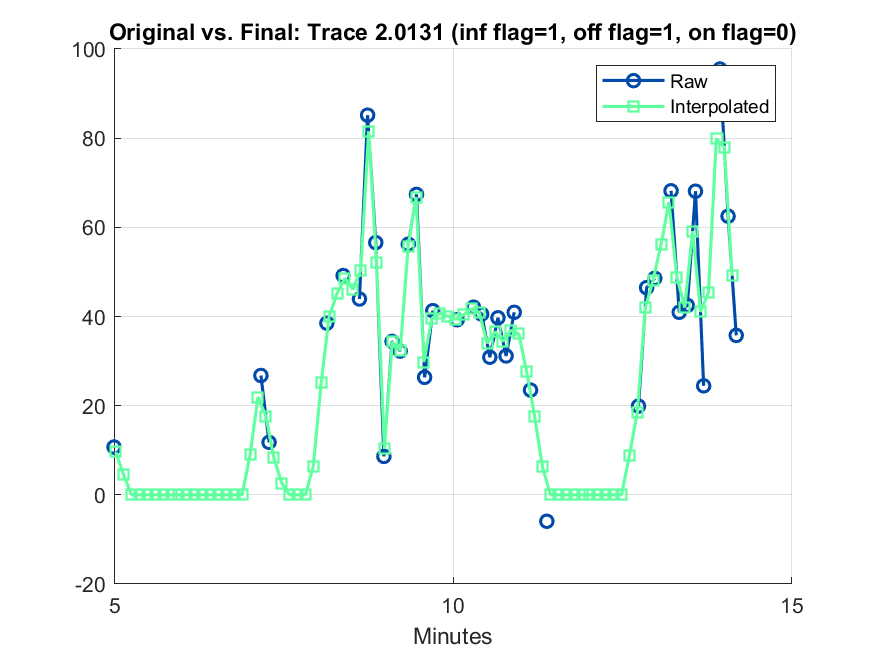 Original vs. Final: Trace 2.0131 (inf flag=1, off flag=1, on flag=0)
100
Raw
Interpolated
80
60
40
20
0
-20
5
10
15
Minutes